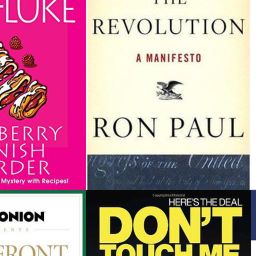 FLUKE
BERRY
NISH
RDER
Mystery with Recipes!
THE
REVOLUTION
A MANIFESTO
RON PAUL
ONION
FRONT
HERE'S THE DEAL
DON'T
TOUCH ME